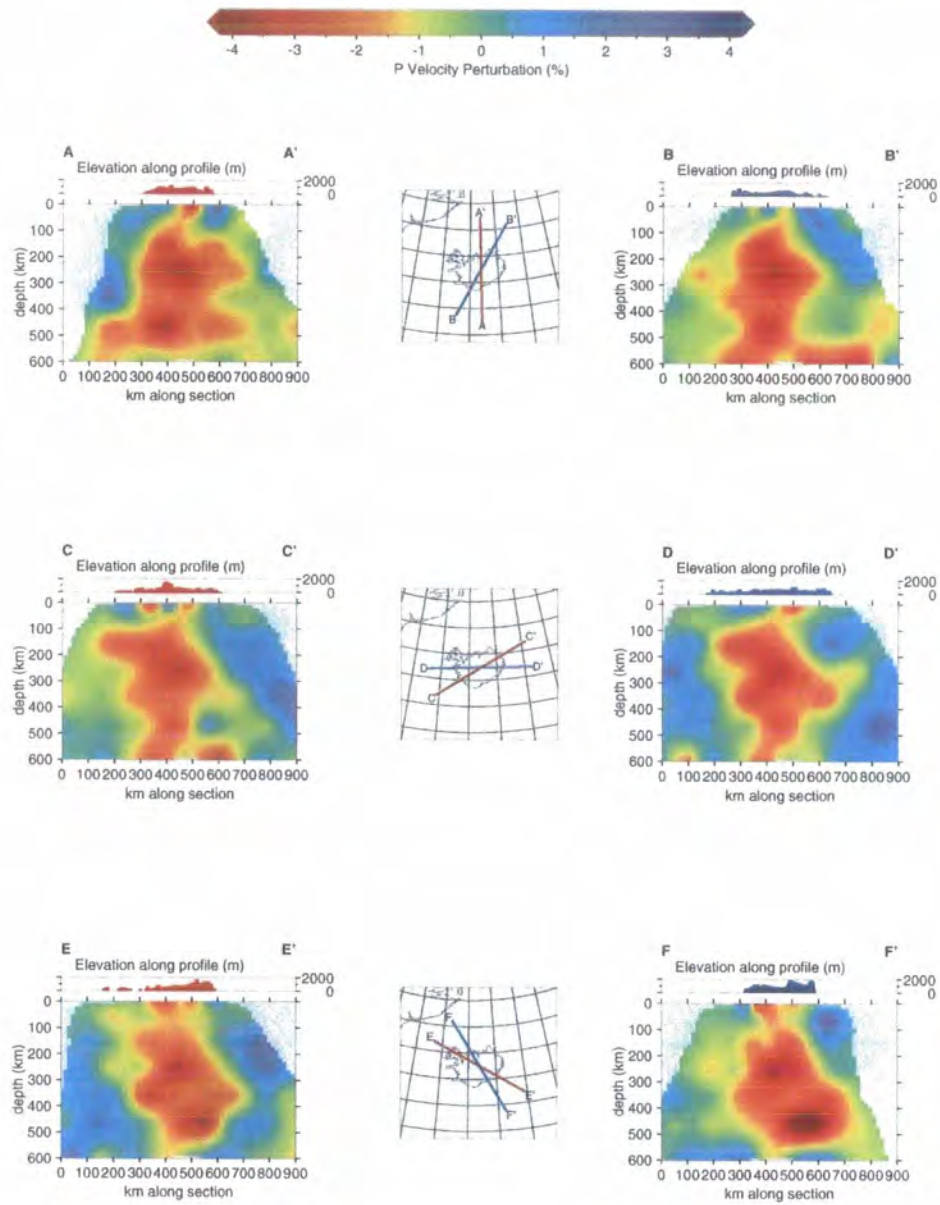 -4 -3 -2 -1 0 1 2 3 4
P Velocity Perturbation (%)
A A'
Elevation along profile (m)
2000
0
0
100
200
300
400
500
600
depth (km)
0 100 200 300 400 500 600 700 800 900
km along section
A'
B'
B
A
B B'
Elevation along profile (m)
2000
0
0
100
200
300
400
500
600
depth (km)
0 100 200 300 400 500 600 700 800 900
km along section
C C'
Elevation along profile (m)
2000
0
0
100
200
300
400
500
600
depth (km)
0 100 200 300 400 500 600 700 800 900
km along section
C'
D D'
C
D D'
Elevation along profile (m)
2000
0
0
100
200
300
400
500
600
depth (km)
0 100 200 300 400 500 600 700 800 900
km along section
E E'
Elevation along profile (m)
2000
0
0
100
200
300
400
500
600
depth (km)
0 100 200 300 400 500 600 700 800 900
km along section
F
E
E'
F'
F F'
Elevation along profile (m)
2000
0
0
100
200
300
400
500
600
depth (km)
0 100 200 300 400 500 600 700 800 900
km along section